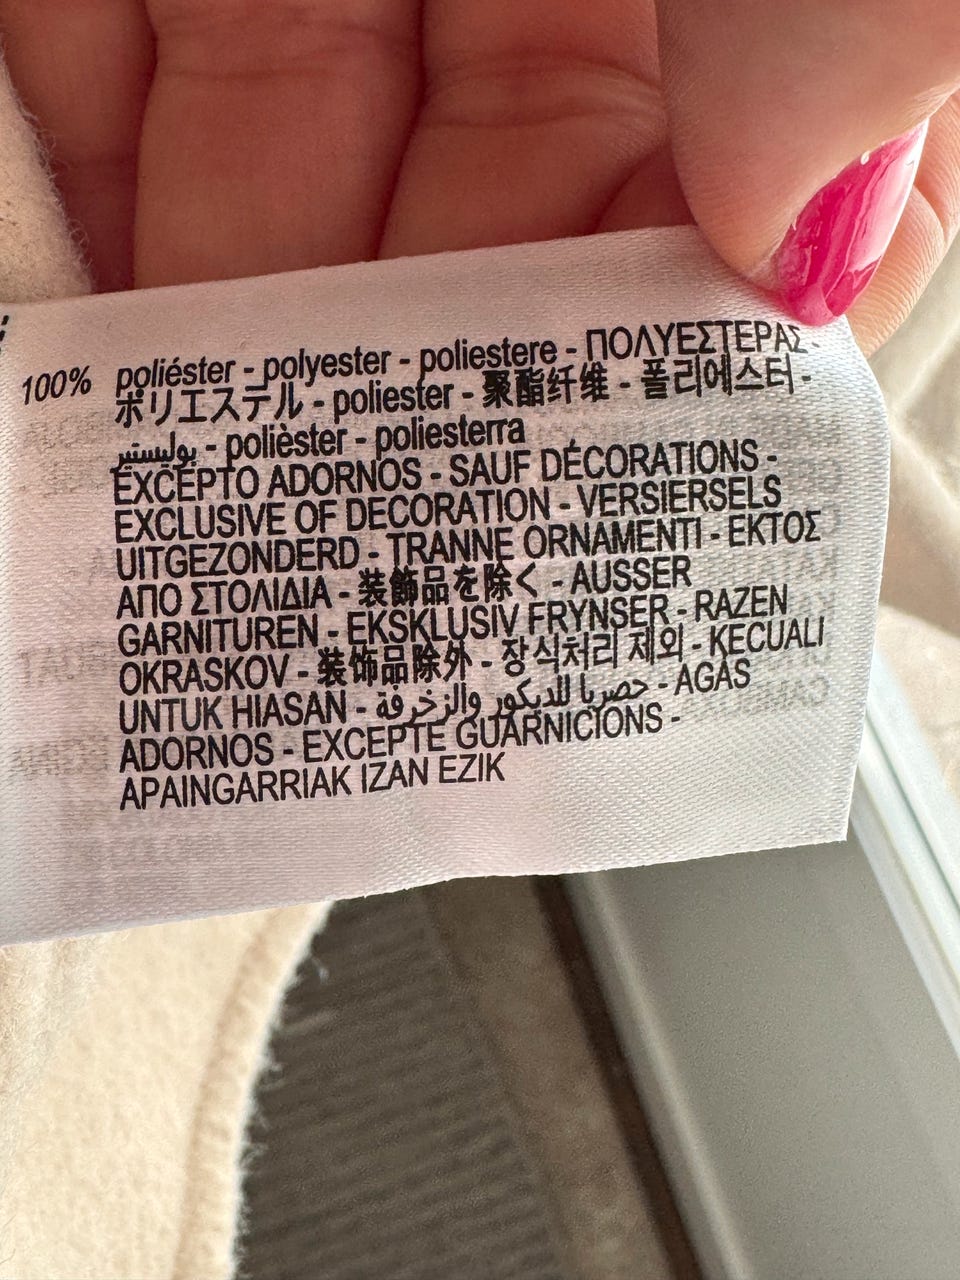 100% poliéster - polyester - poliestere - ΠΟΛΥΕΣΤΕΡΑΣ -
ポリエステル - poliester - 聚酯纤维 - 폴리에스터 -
بوليستير - polièster - poliesterra
EXCEPTO ADORNOS - SAUF DÉCORATIONS -
EXCLUSIVE OF DECORATION - VERSIERSELS
UITGEZONDERD - TRANNE ORNAMENTI - ΕΚΤΟΣ
ΑΠΟ ΣΤΟΛΙΔΙΑ - 装飾品を除く - AUSSER
GARNITUREN - EKSKLUSIV FRYNSER - RAZEN
OKRASKOV - 装饰品除外 - 장식처리 제외 - KECUALI
UNTUK HIASAN - حصريا للديكور والزخرفة - AGÁS
ADORNOS - EXCEPTE GUARNICIONS -
APAINGARRIAK IZAN EZIK